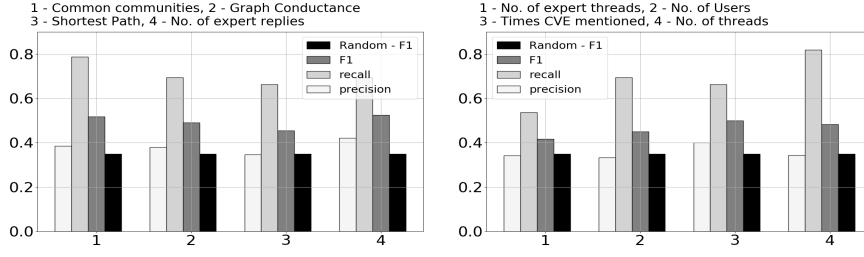 1 - Common communities, 2 - Graph Conductance
3 - Shortest Path, 4 - No. of expert replies
Random - F1
F1
recall
precision
0.8
0.6
0.4
0.2
0.0
1
2
3
4
1 - No. of expert threads, 2 - No. of Users
3 - Times CVE mentioned, 4 - No. of threads
Random - F1
F1
recall
precision
0.8
0.6
0.4
0.2
0.0
1
2
3
4